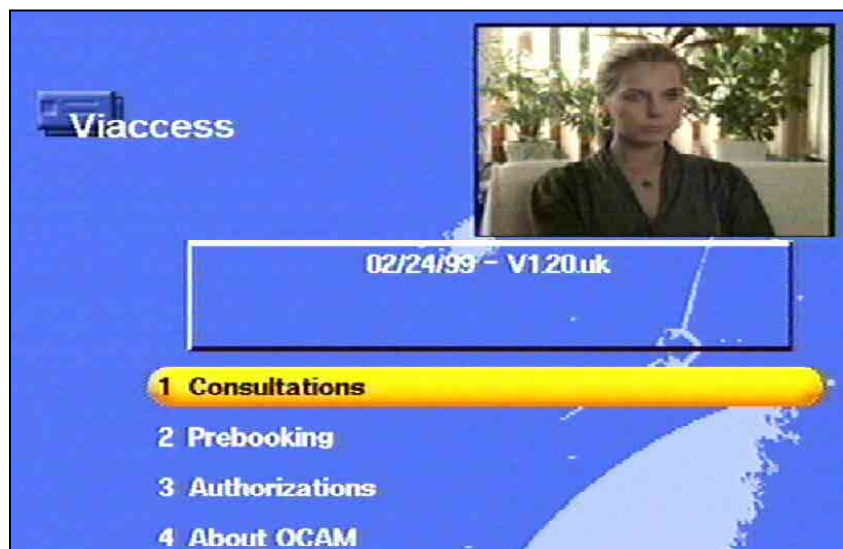 Viaccess
02/24/99 - V1.20.uk
1 Consultations
2 Prebooking
3 Authorizations
4 About OCAM